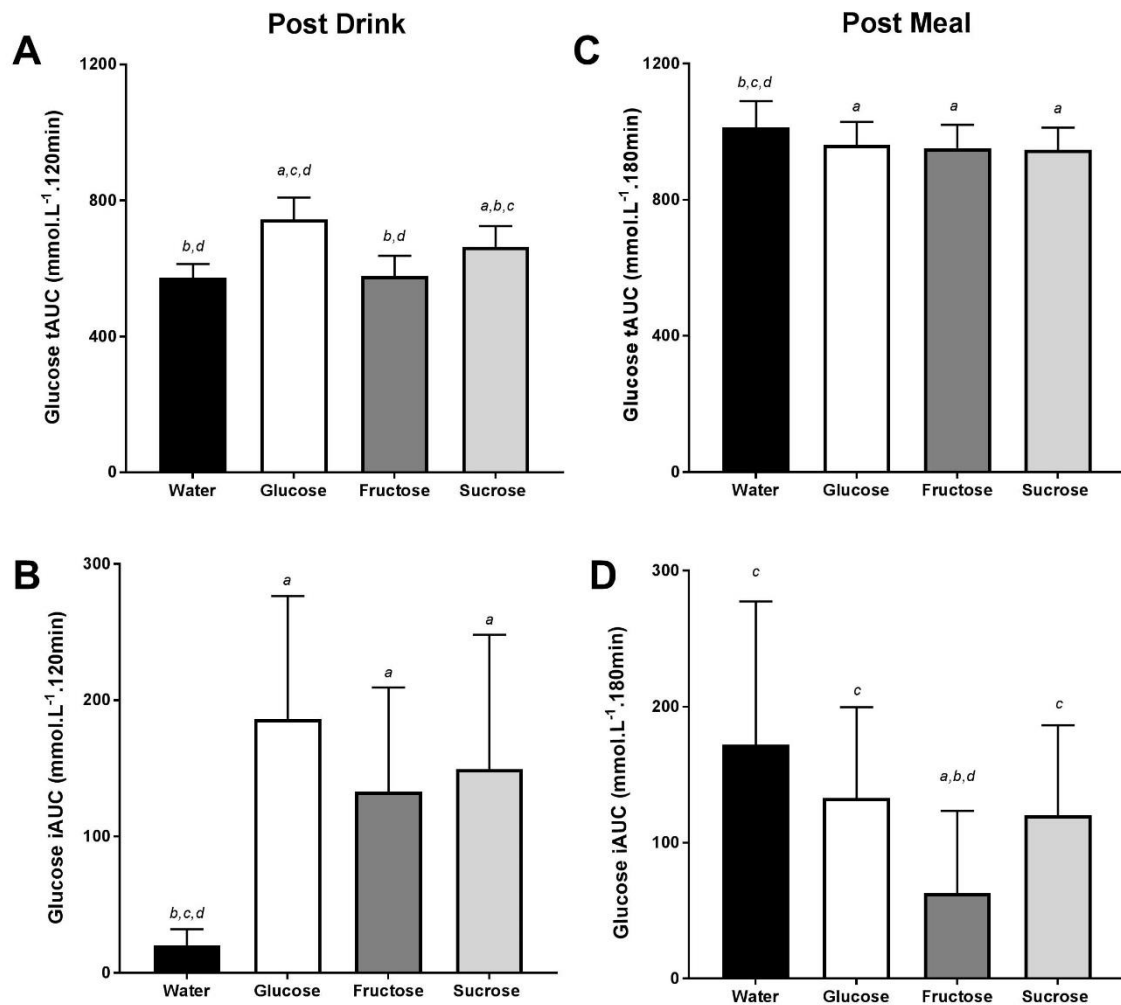 Post Drink
Post Meal
A
Glucose tAUC (mmol.L⁻¹.120min)
1200
800
400
0
b,d
a,c,d
b,d
a,b,c
Water Glucose Fructose Sucrose
C
Glucose tAUC (mmol.L⁻¹.180min)
1200
800
400
0
b,c,d
a
a
a
Water Glucose Fructose Sucrose
B
Glucose iAUC (mmol.L⁻¹.120min)
300
200
100
0
b,c,d
a
a
a
Water Glucose Fructose Sucrose
D
Glucose iAUC (mmol.L⁻¹.180min)
300
200
100
0
c
c
a,b,d
c
Water Glucose Fructose Sucrose